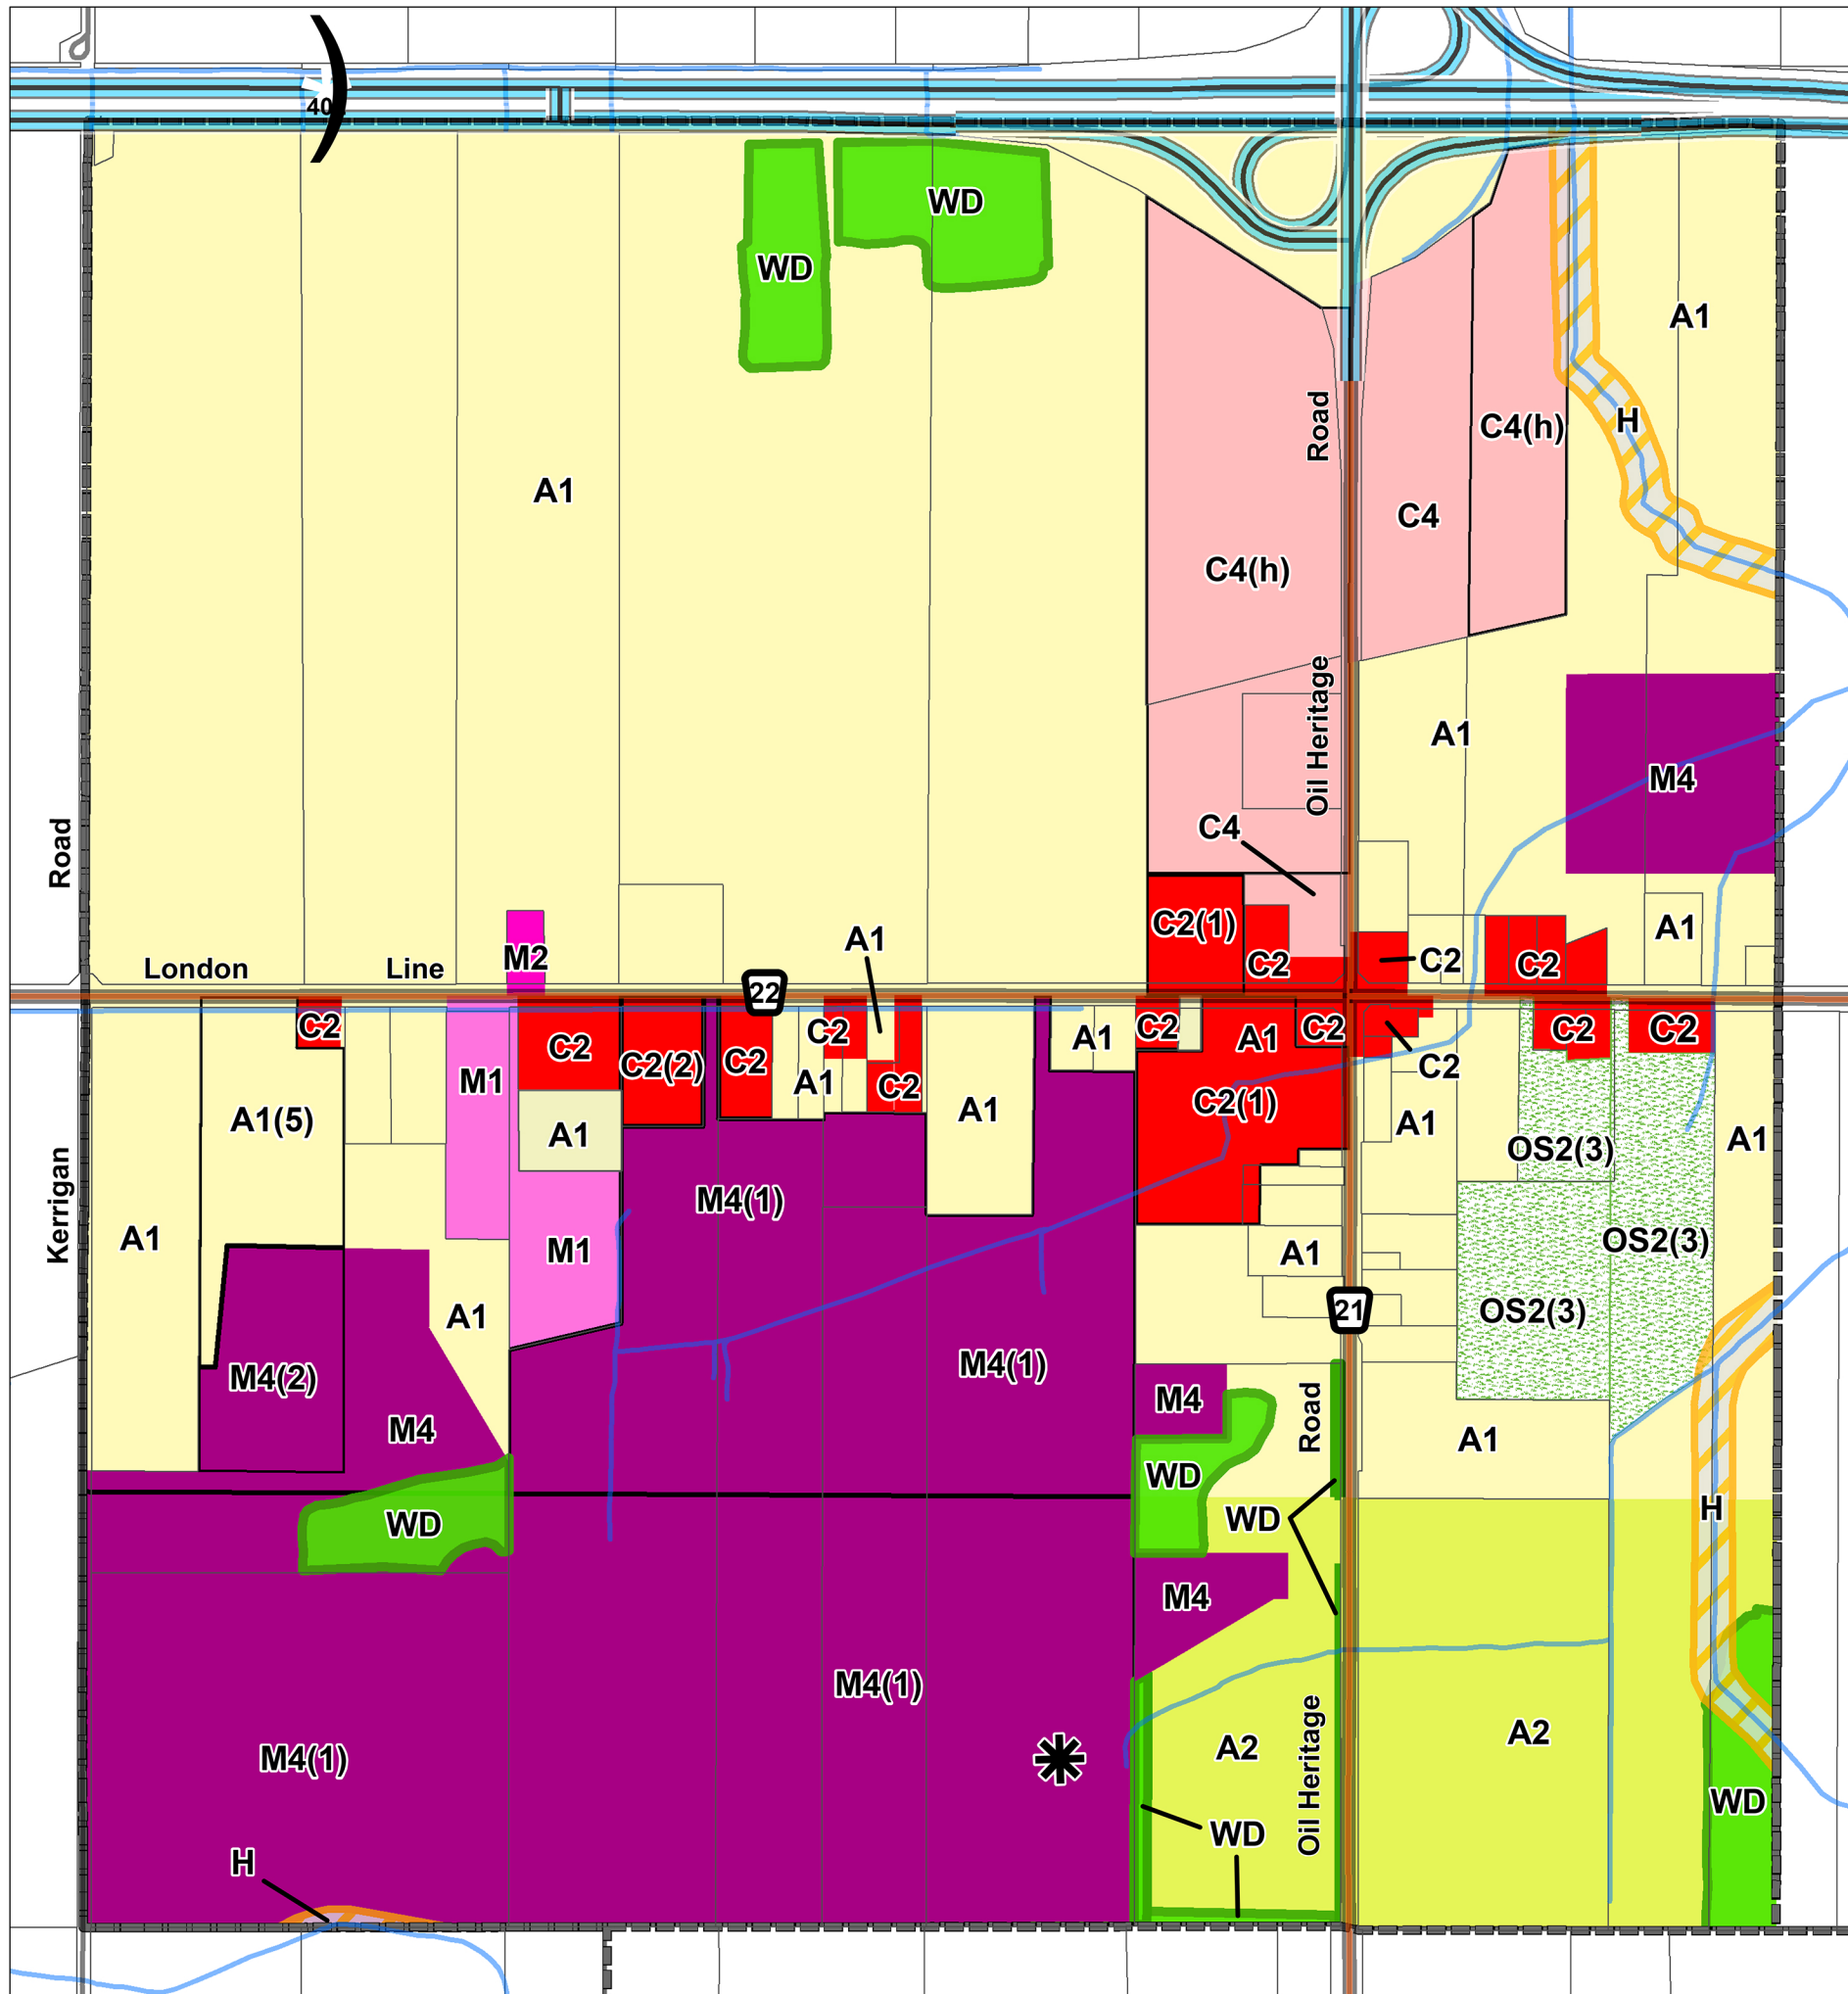 40
WD
WD
A1
H
C4(h)
Road
A1
C4
C4(h)
Oil Heritage
A1
M4
C4
Road
C2(1)
A1
A1
M2
C2
C2
C2
London
Line
22
C2
C2
C2(2)
C2
C2
A1
C2
A1
C2
C2
C2
C2
M1
A1
C2
A1(5)
A1
C2(1)
A1
A1
OS2(3)
A1
Kerrigan
A1
M4(1)
M1
A1
OS2(3)
A1
21
OS2(3)
M4(2)
M4(1)
M4
M4
Road
A1
WD
WD
WD
H
M4
M4(1)
M4(1)
A2
Oil Heritage
A2
WD
WD
H